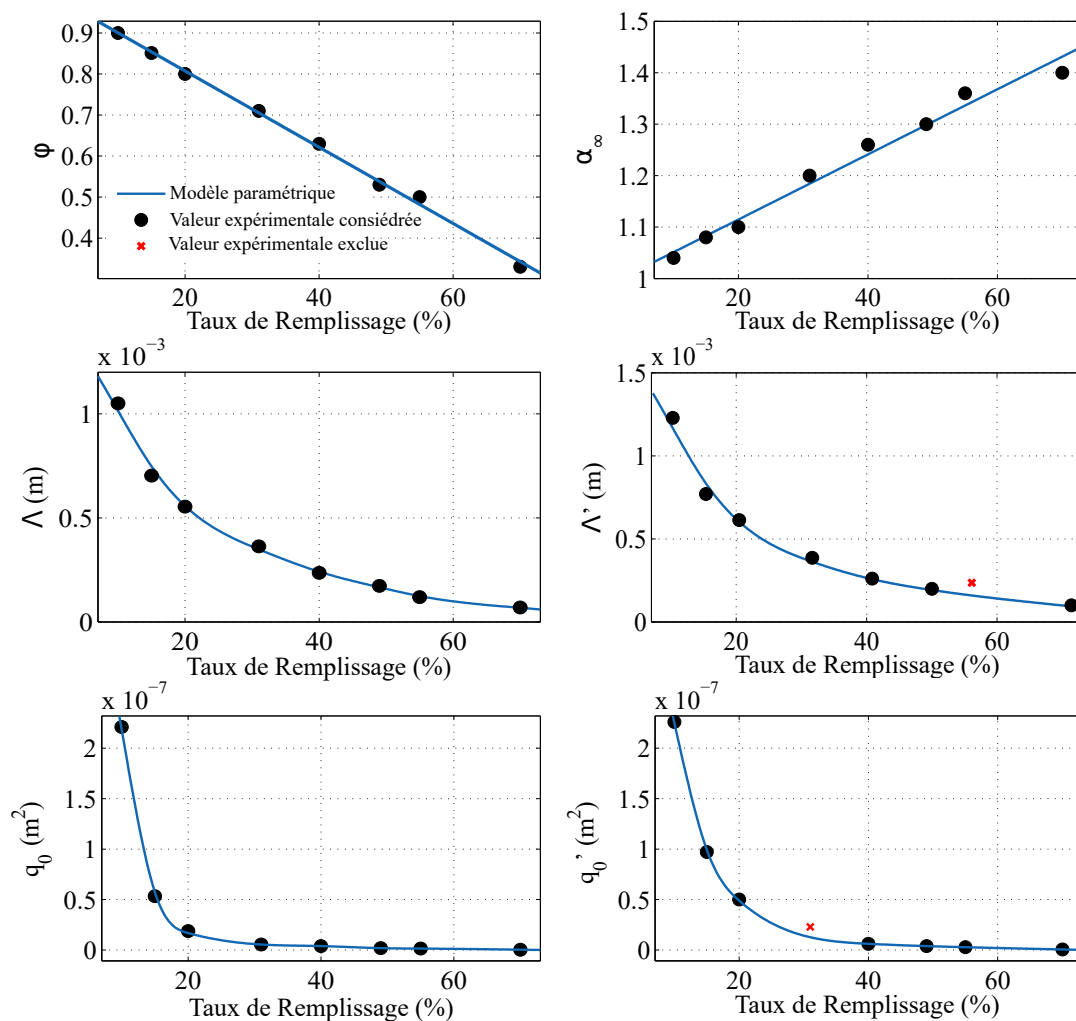 0.9
0.8
0.7
0.6
0.5
0.4
φ
Modèle paramétrique
Valeur expérimentale consiédrée
Valeur expérimentale exclue
20 40 60
Taux de Remplissage (%)
1.5
1.4
1.3
1.2
1.1
1
α∞
20 40 60
Taux de Remplissage (%)
x 10⁻³
1
0.5
0
Λ (m)
20 40 60
Taux de Remplissage (%)
x 10⁻³
1.5
1
0.5
0
Λ’ (m)
20 40 60
Taux de Remplissage (%)
x 10⁻⁷
2
1.5
1
0.5
0
q₀ (m²)
20 40 60
Taux de Remplissage (%)
x 10⁻⁷
2
1.5
1
0.5
0
q₀’ (m²)
20 40 60
Taux de Remplissage (%)